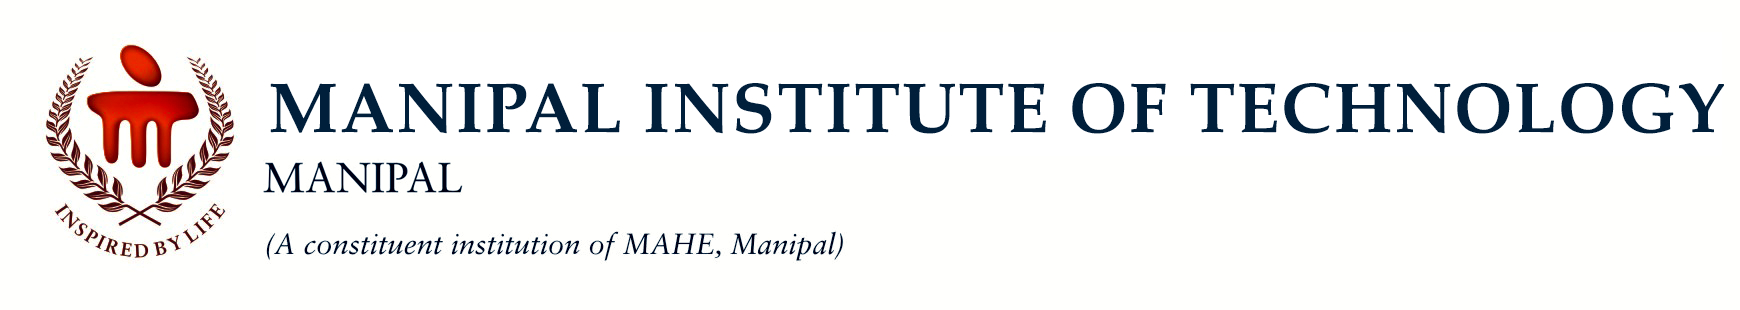 MANIPAL INSTITUTE OF TECHNOLOGY
MANIPAL
(A constituent institution of MAHE, Manipal)
INSPIRED BY LIFE